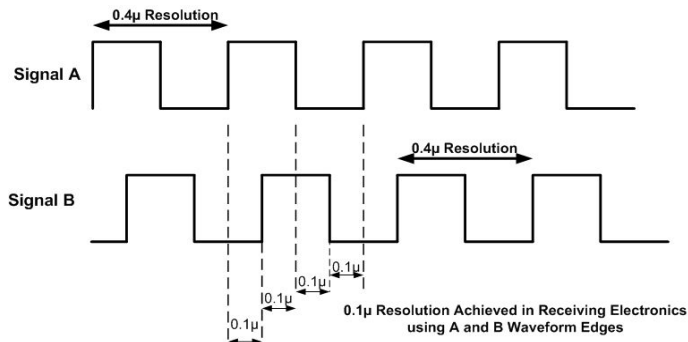 0.4µ Resolution
Signal A
0.4µ Resolution
Signal B
0.1µ
0.1µ
0.1µ
0.1µ
0.1µ Resolution Achieved in Receiving Electronics
using A and B Waveform Edges